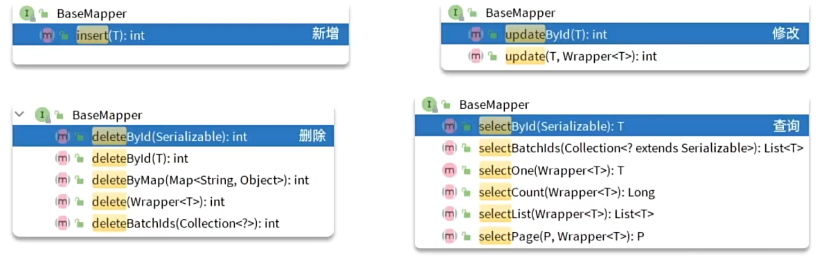 BaseMapper
insert(T): int 新增
BaseMapper
updateById(T): int 修改
update(T, Wrapper<T>): int
BaseMapper
deleteById(Serializable): int 删除
deleteById(T): int
deleteByMap(Map<String, Object>): int
delete(Wrapper<T>): int
deleteBatchIds(Collection<?>): int
BaseMapper
selectById(Serializable): T 查询
selectBatchIds(Collection<? extends Serializable>): List<T>
selectOne(Wrapper<T>): T
selectCount(Wrapper<T>): Long
selectList(Wrapper<T>): List<T>
selectPage(P, Wrapper<T>): P